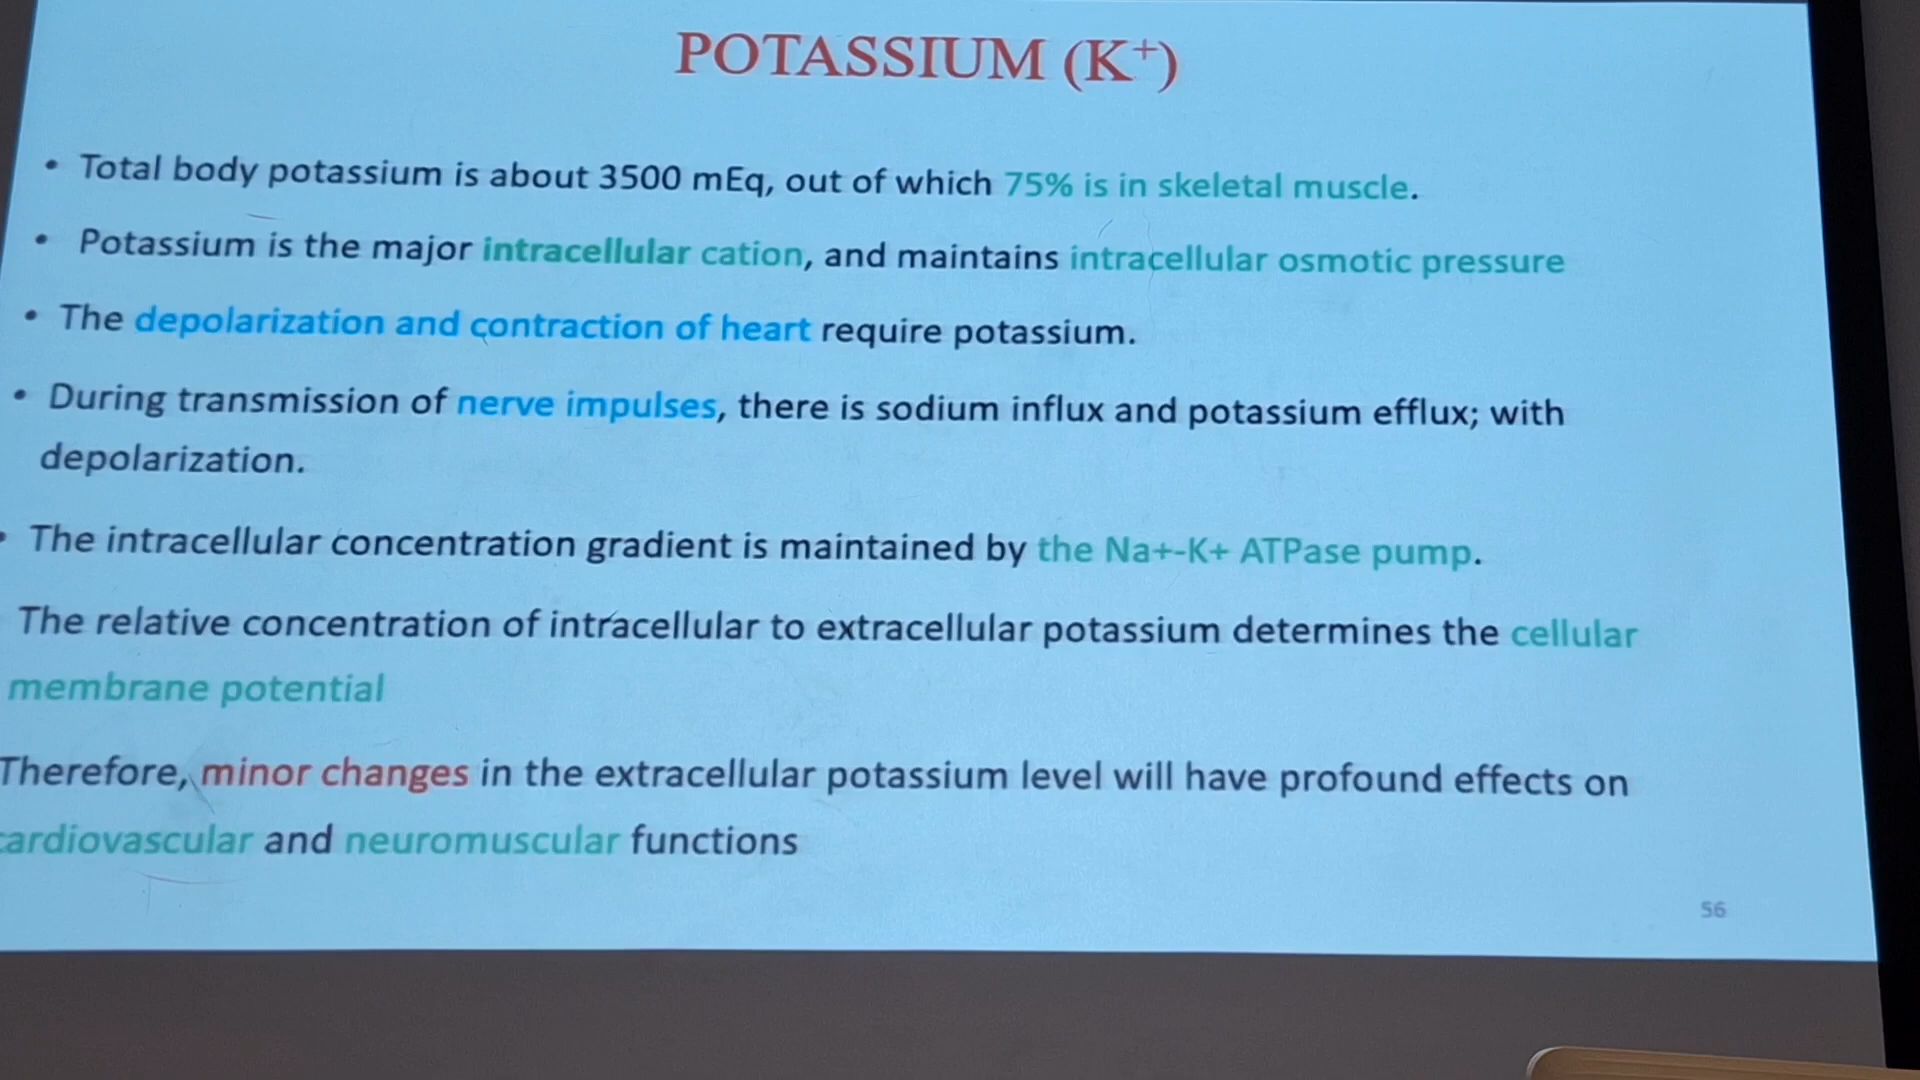 POTASSIUM (K⁺)
• Total body potassium is about 3500 mEq, out of which 75% is in skeletal muscle.
• Potassium is the major intracellular cation, and maintains intracellular osmotic pressure
• The depolarization and contraction of heart require potassium.
• During transmission of nerve impulses, there is sodium influx and potassium efflux; with
depolarization.
• The intracellular concentration gradient is maintained by the Na+-K+ ATPase pump.
The relative concentration of intracellular to extracellular potassium determines the cellular
membrane potential
Therefore, minor changes in the extracellular potassium level will have profound effects on
cardiovascular and neuromuscular functions
56